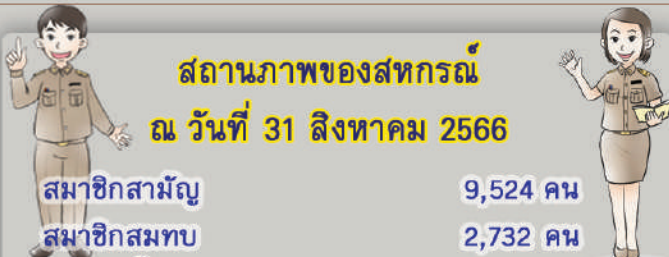 สถานภาพของสหกรณ์
ณ วันที่ 31 สิงหาคม 2566
สมาชิกสามัญ 9,524 คน
สมาชิกสมทบ 2,732 คน